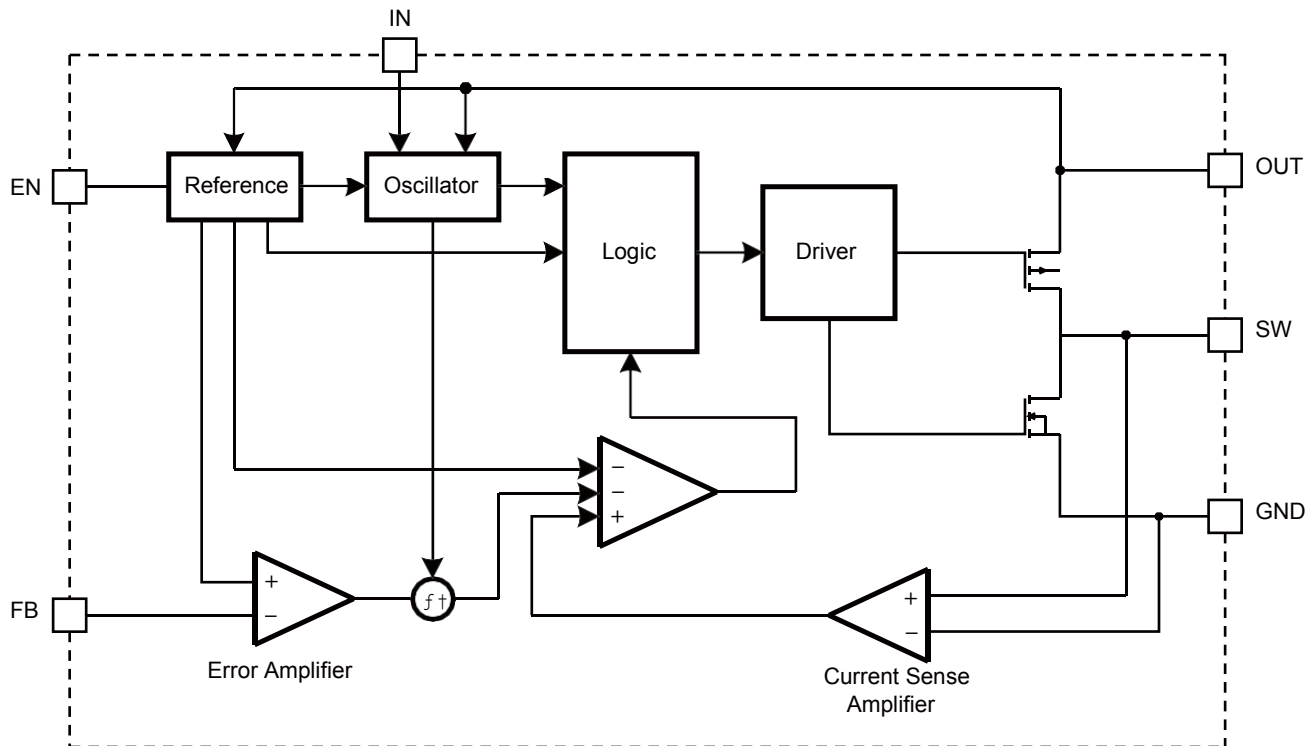 IN
EN
Reference
Oscillator
Logic
Driver
OUT
SW
GND
−
−
+
FB
+
−
ƒ†
+
−
Error Amplifier
Current Sense
Amplifier